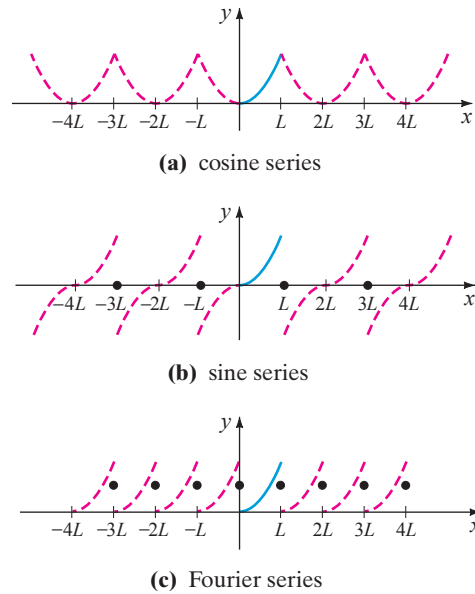 y
x
−4L −3L −2L −L L 2L 3L 4L
(a) cosine series
y
x
−4L −3L −2L −L L 2L 3L 4L
(b) sine series
y
x
−4L −3L −2L −L L 2L 3L 4L
(c) Fourier series